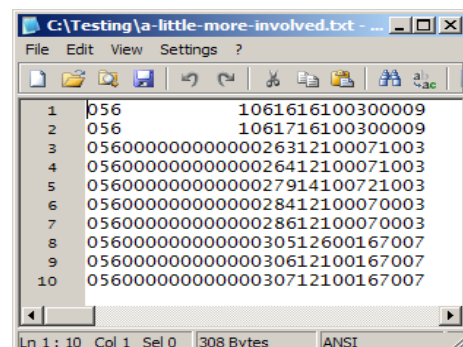 C:\Testing\a-little-more-involved.txt - ...
File Edit View Settings ?
1 056          1061616100300009
2 056          1061716100300009
3 05600000000000026312100071003
4 05600000000000026412100071003
5 05600000000000027914100721003
6 05600000000000028412100070003
7 05600000000000028612100070003
8 05600000000000030512600167007
9 05600000000000030612100167007
10 05600000000000030712100167007
Ln 1 : 10 Col 1 Sel 0 308 Bytes ANSI